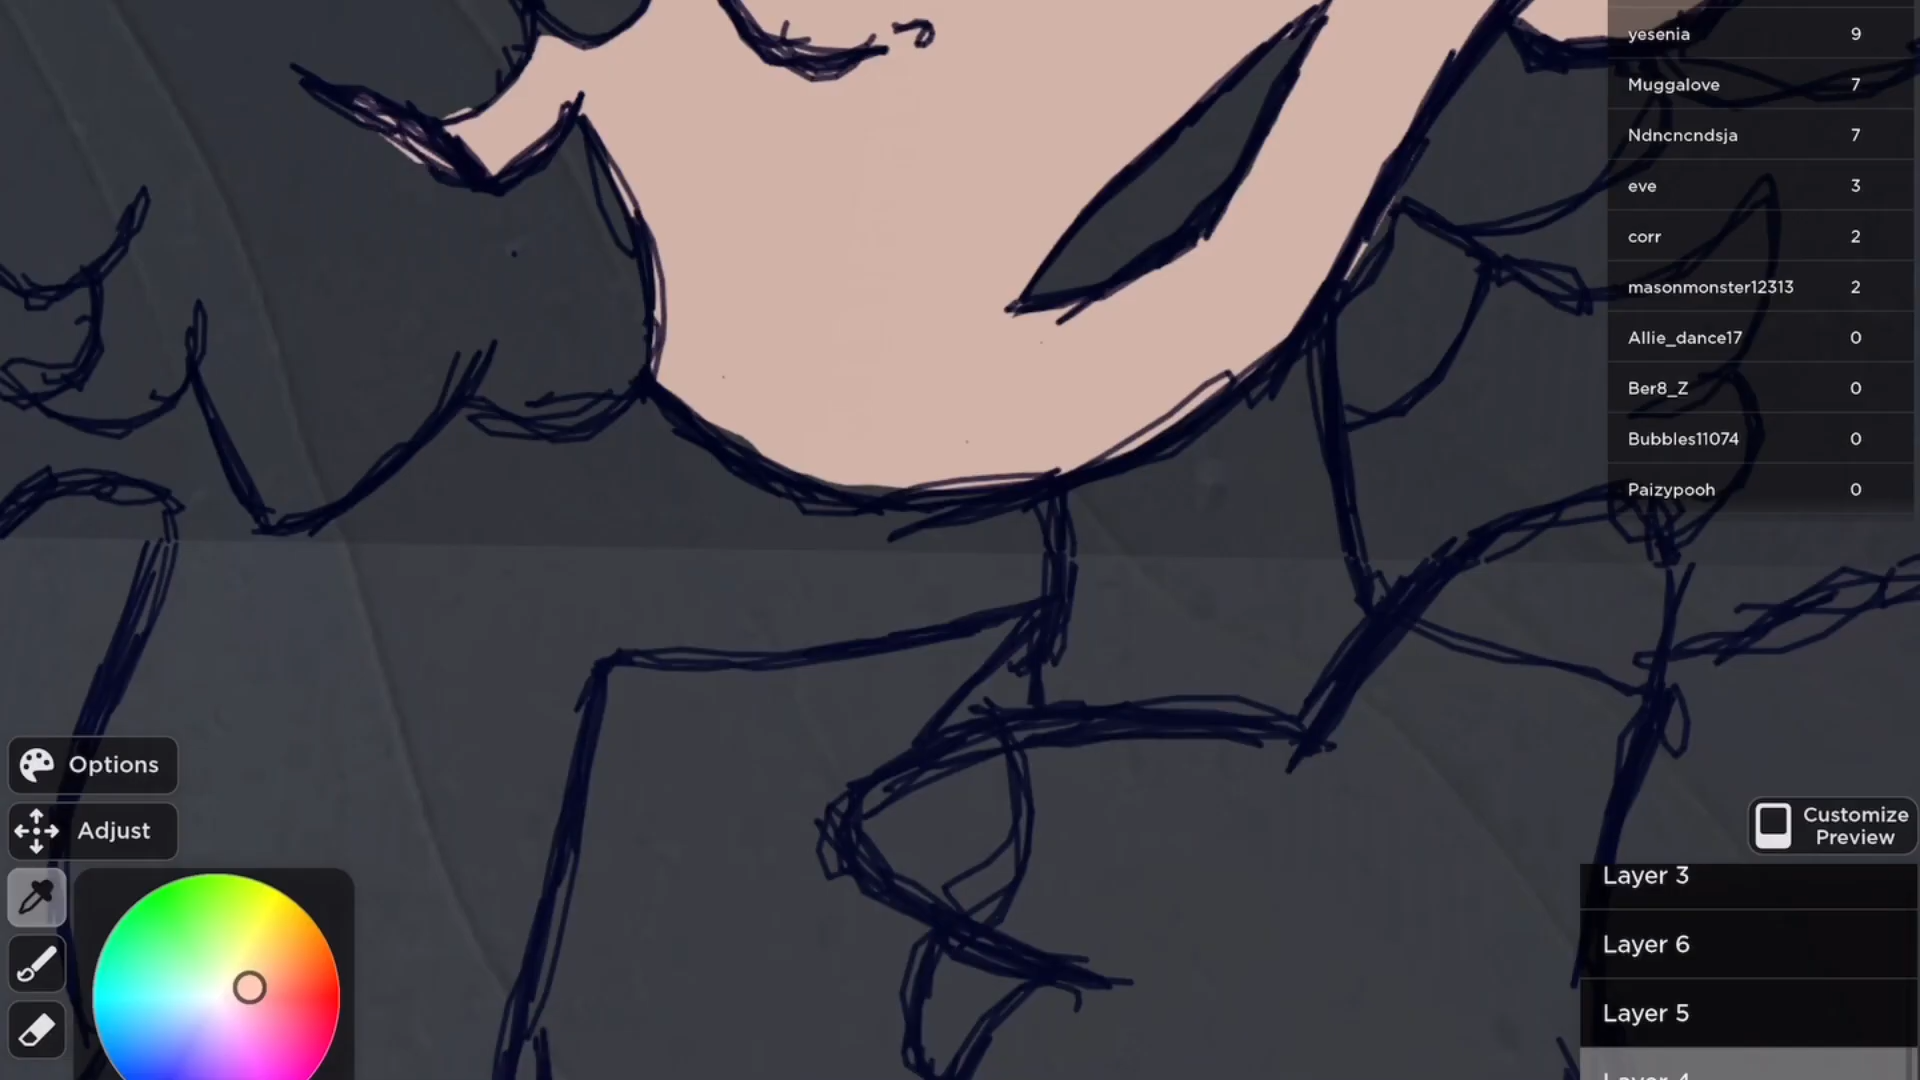 yesenia 9
Muggalove 7
Ndncncndsja 7
eve 3
corr 2
masonmonster12313 2
Allie_dance17 0
Ber8_Z 0
Bubbles11074 0
Paizypooh 0
Options
Adjust
Customize
Preview
Layer 3
Layer 6
Layer 5